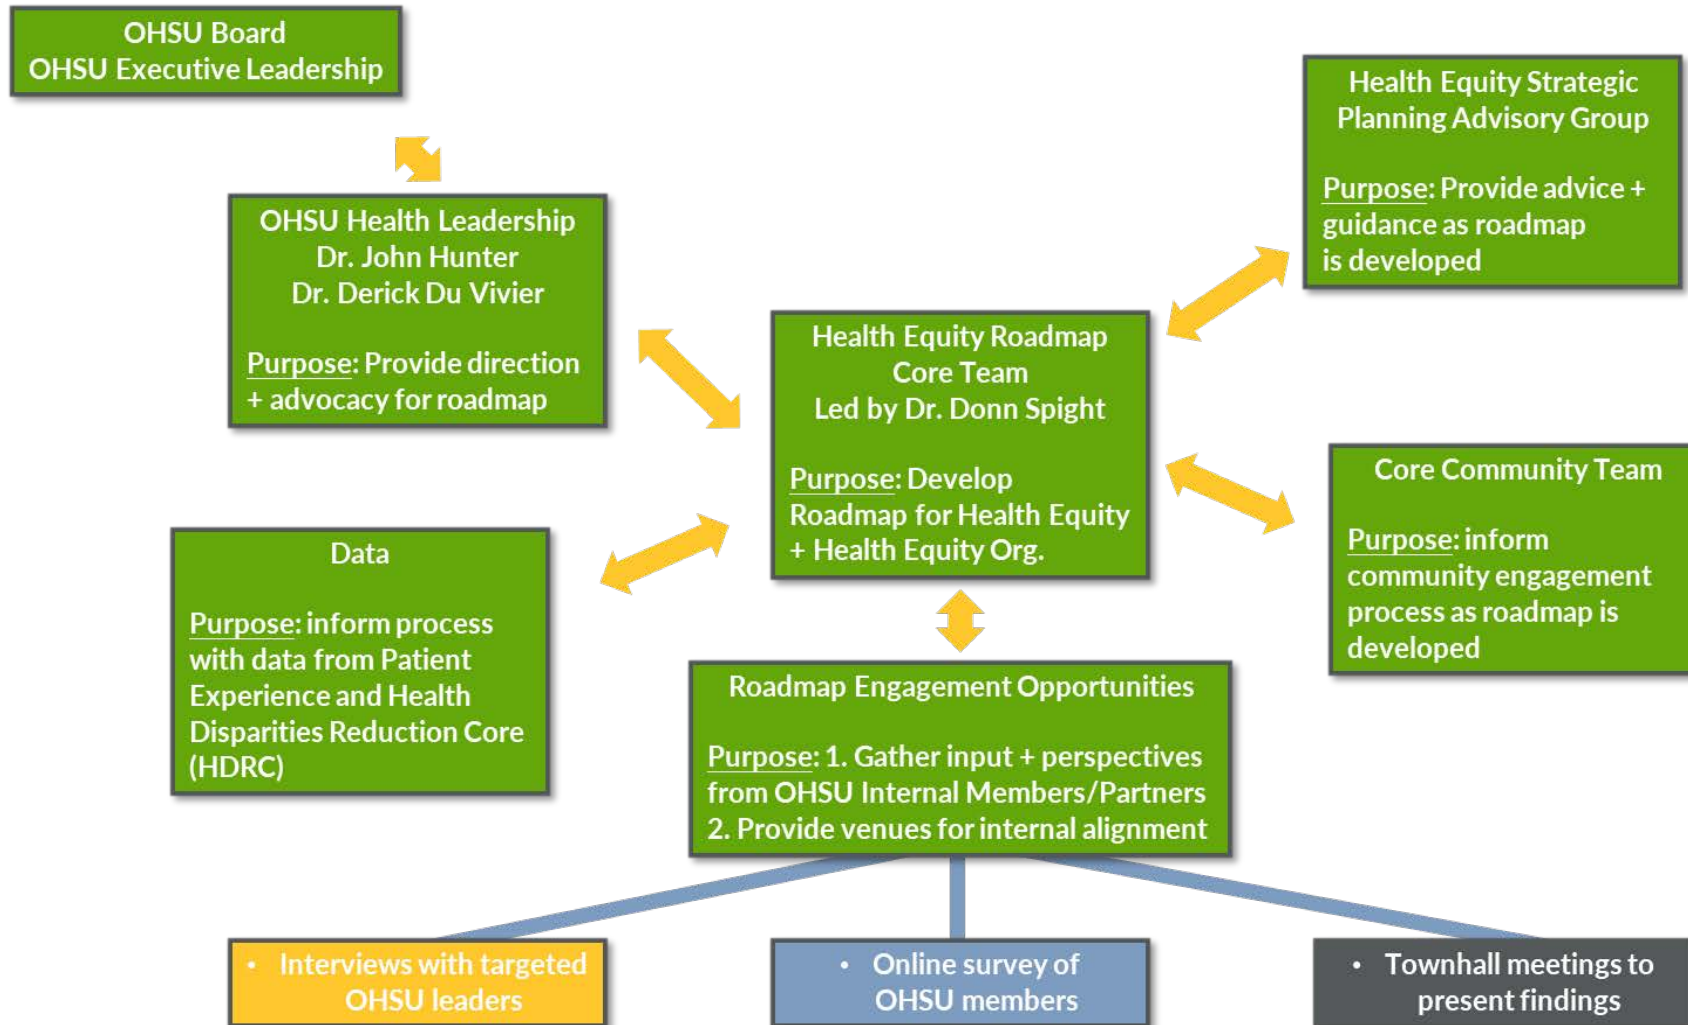 OHSU Board
OHSU Executive Leadership
Health Equity Strategic
Planning Advisory Group
Purpose: Provide advice +
guidance as roadmap
is developed
OHSU Health Leadership
Dr. John Hunter
Dr. Derick Du Vivier
Purpose: Provide direction
+ advocacy for roadmap
Health Equity Roadmap
Core Team
Led by Dr. Donn Spight
Purpose: Develop
Roadmap for Health Equity
+ Health Equity Org.
Core Community Team
Purpose: inform
community engagement
process as roadmap is
developed
Data
Purpose: inform process
with data from Patient
Experience and Health
Disparities Reduction Core
(HDRC)
Roadmap Engagement Opportunities
Purpose: 1. Gather input + perspectives
from OHSU Internal Members/Partners
2. Provide venues for internal alignment
• Interviews with targeted
OHSU leaders
• Online survey of
OHSU members
• Townhall meetings to
present findings